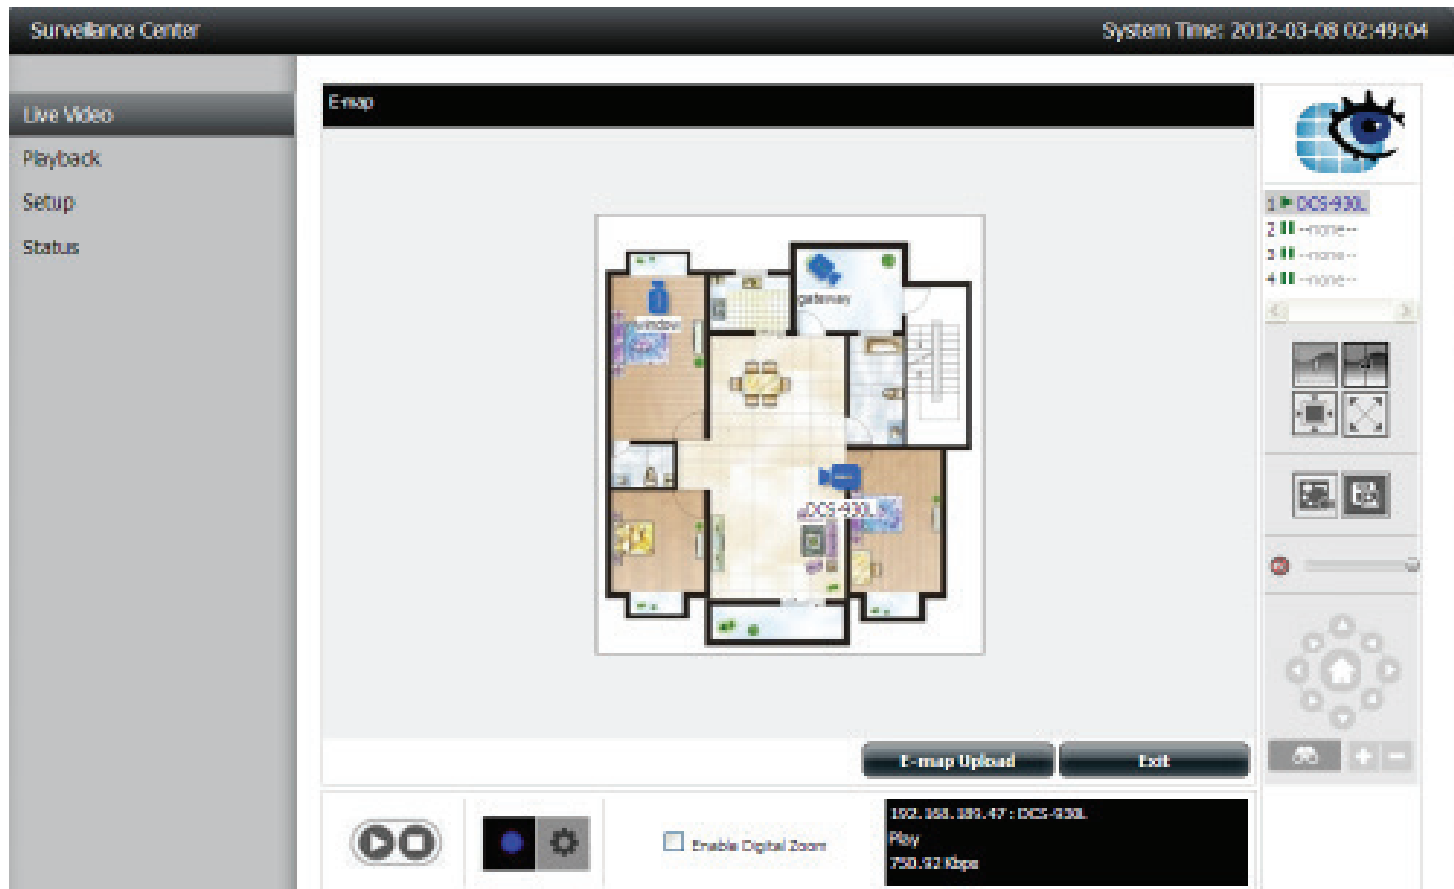 Surveillance Center
System Time: 2012-03-08 02:49:04
Live Video
Playback
Setup
Status
E-map
gateway
window
DCS-930L
1 DCS-930L
2 --none--
3 --none--
4 --none--
E-map Upload
Exit
Enable Digital Zoom
192.168.189.47 : DCS-930L
Play
750.92 Kbps